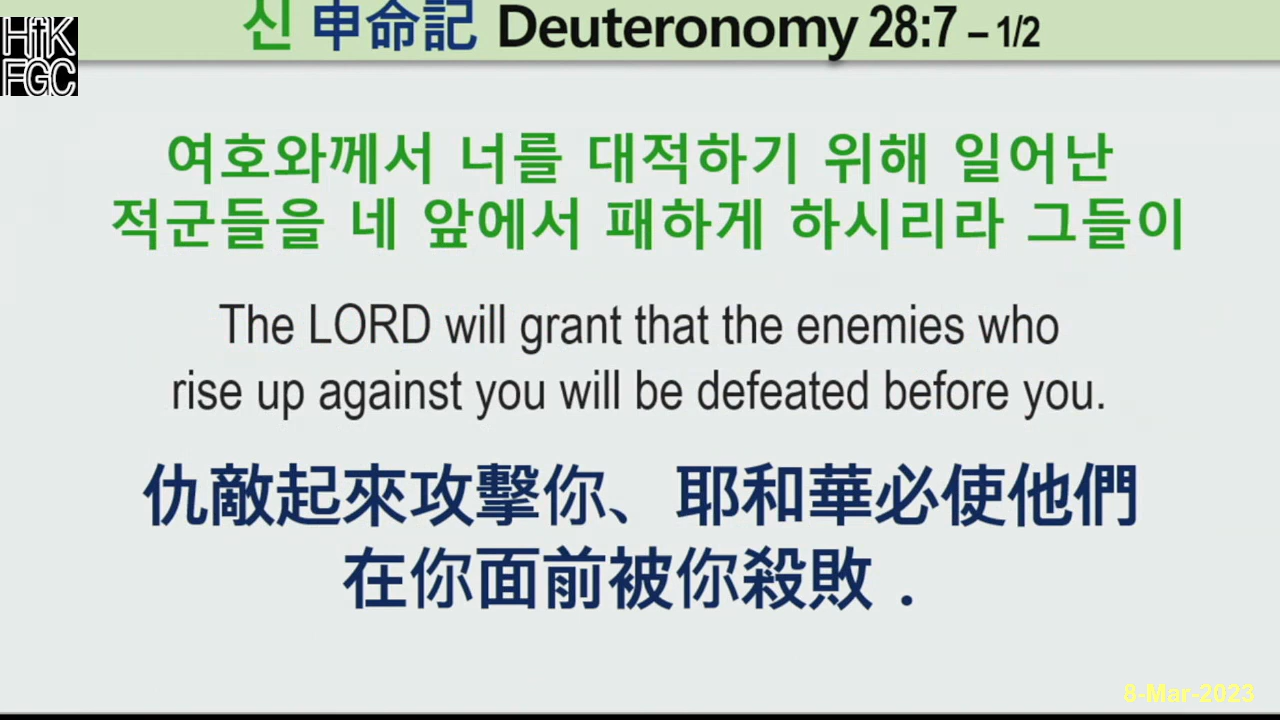 신 申命記 Deuteronomy 28:7 – 1/2
HfK
FGC
여호와께서 너를 대적하기 위해 일어난
적군들을 네 앞에서 패하게 하시리라 그들이
The LORD will grant that the enemies who
rise up against you will be defeated before you.
仇敵起來攻擊你、耶和華必使他們
在你面前被你殺敗．
8-Mar-2023